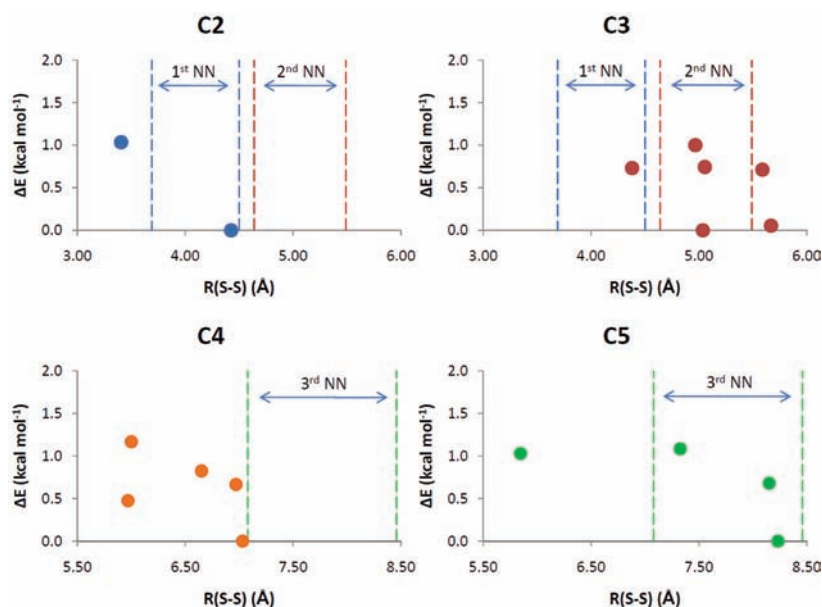 C2
2.0
1.5
1.0
0.5
0.0
ΔE (kcal mol⁻¹)
1ˢᵗ NN
2ⁿᵈ NN
3.00 4.00 5.00 6.00
R(S-S) (Å)
C3
2.0
1.5
1.0
0.5
0.0
ΔE (kcal mol⁻¹)
1ˢᵗ NN
2ⁿᵈ NN
3.00 4.00 5.00 6.00
R(S-S) (Å)
C4
2.0
1.5
1.0
0.5
0.0
ΔE (kcal mol⁻¹)
3ʳᵈ NN
5.50 6.50 7.50 8.50
R(S-S) (Å)
C5
2.0
1.5
1.0
0.5
0.0
ΔE (kcal mol⁻¹)
3ʳᵈ NN
5.50 6.50 7.50 8.50
R(S-S) (Å)